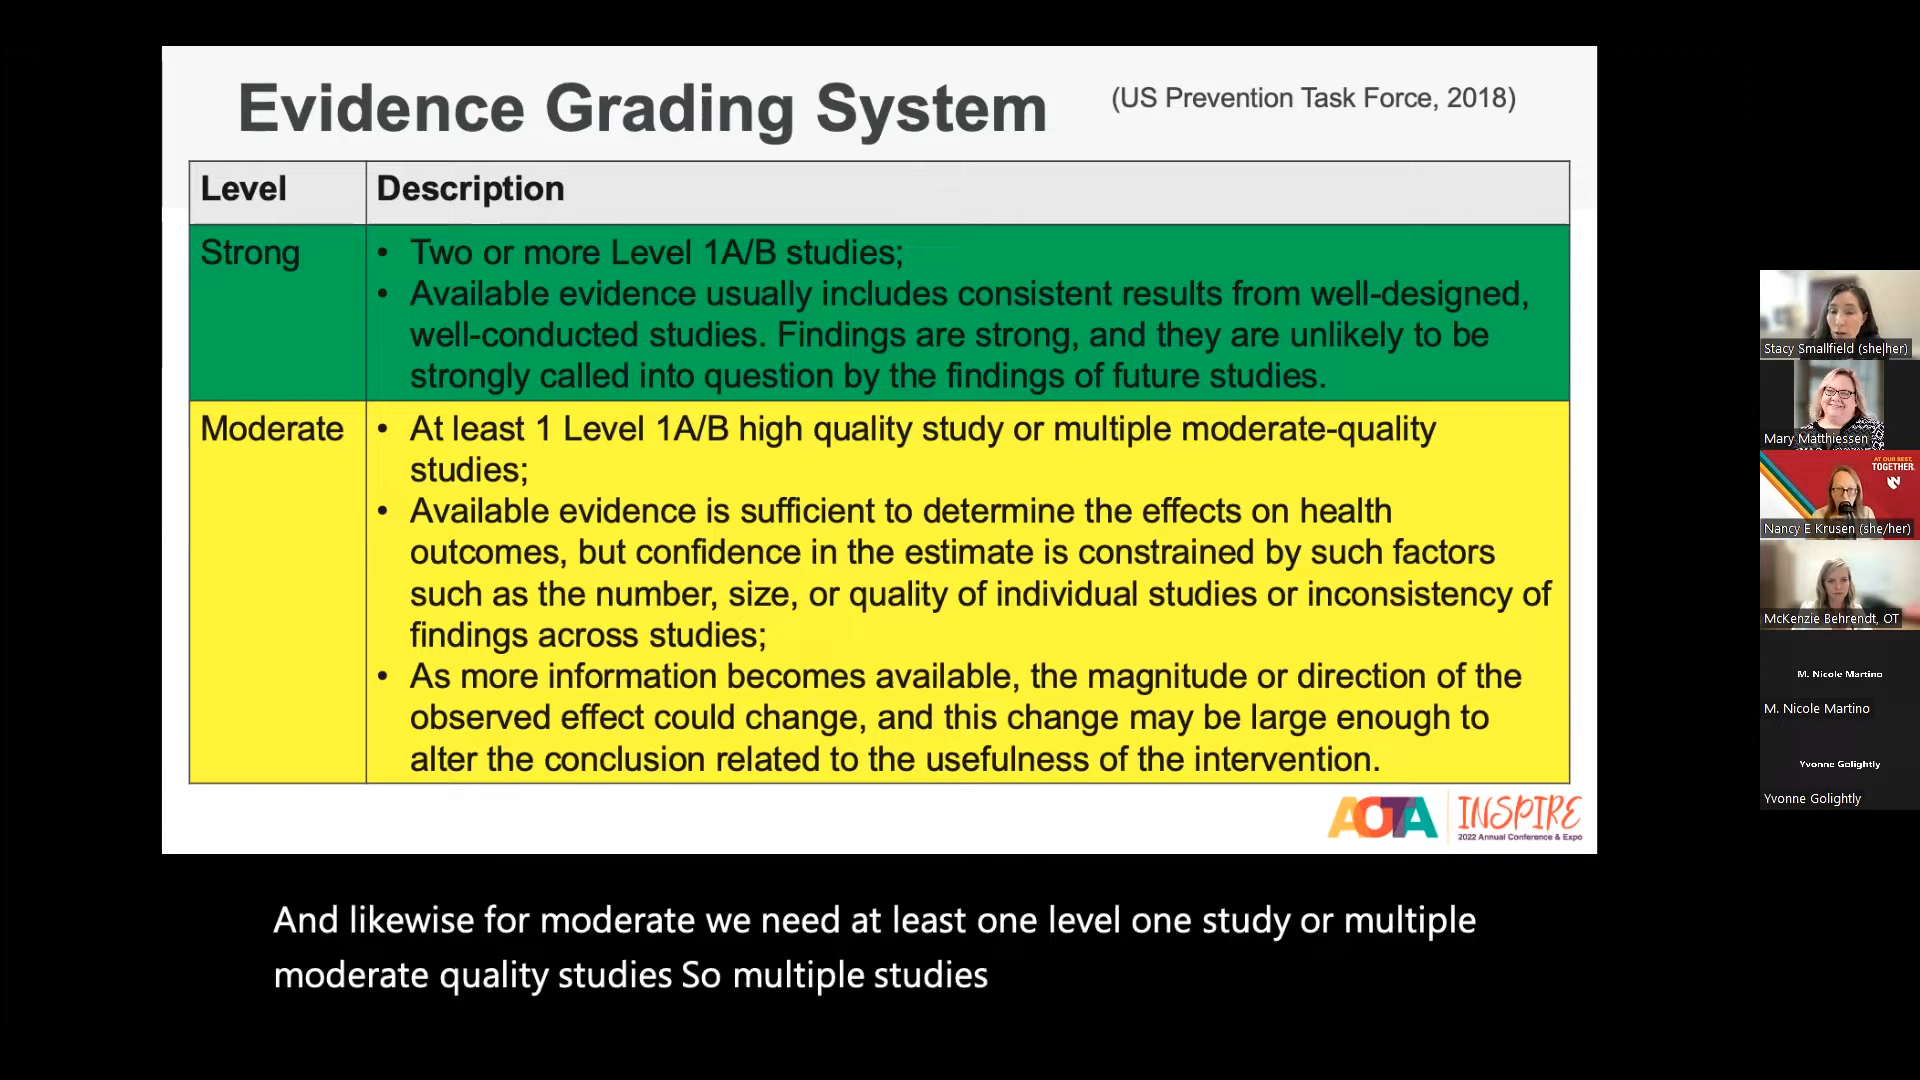 Evidence Grading System
(US Prevention Task Force, 2018)
Level
Description
Strong
• Two or more Level 1A/B studies;
• Available evidence usually includes consistent results from well-designed,
well-conducted studies. Findings are strong, and they are unlikely to be
strongly called into question by the findings of future studies.
Moderate
• At least 1 Level 1A/B high quality study or multiple moderate-quality
studies;
• Available evidence is sufficient to determine the effects on health
outcomes, but confidence in the estimate is constrained by such factors
such as the number, size, or quality of individual studies or inconsistency of
findings across studies;
• As more information becomes available, the magnitude or direction of the
observed effect could change, and this change may be large enough to
alter the conclusion related to the usefulness of the intervention.
AOTA
INSPIRE
2022 Annual Conference & Expo
And likewise for moderate we need at least one level one study or multiple
moderate quality studies So multiple studies
Stacy Smallfield (she|her)
Mary Matthiessen
AT OUR BEST,
TOGETHER.
Nancy E Krusen (she/her)
McKenzie Behrendt, OT
M. Nicole Martino
M. Nicole Martino
Yvonne Golightly
Yvonne Golightly